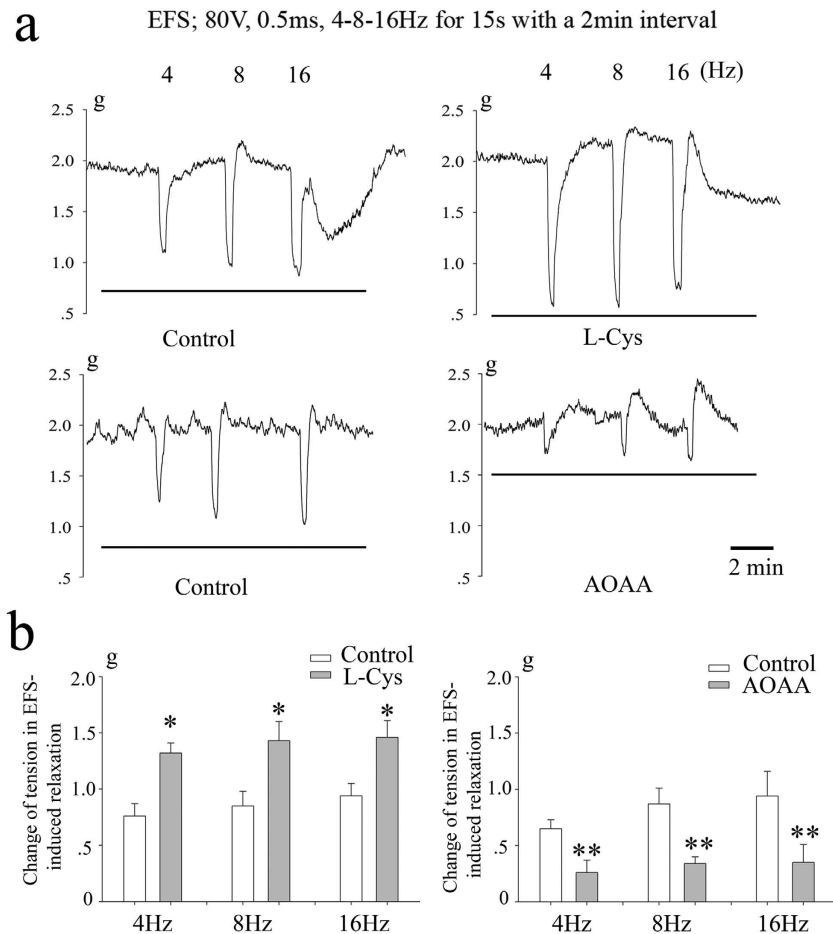 a
EFS; 80V, 0.5ms, 4-8-16Hz for 15s with a 2min interval
4 8 16
4 8 16 (Hz)
g
2.5
2.0
1.5
1.0
.5
Control
g
2.5
2.0
1.5
1.0
.5
L-Cys
g
2.5
2.0
1.5
1.0
.5
Control
g
2.5
2.0
1.5
1.0
.5
AOAA
2 min
b
Change of tension in EFS-
induced relaxation
g
2.0
1.5
1.0
.5
0
Control
L-Cys
* * *
4Hz 8Hz 16Hz
Change of tension in EFS-
induced relaxation
g
2.0
1.5
1.0
.5
0
Control
AOAA
** ** **
4Hz 8Hz 16Hz